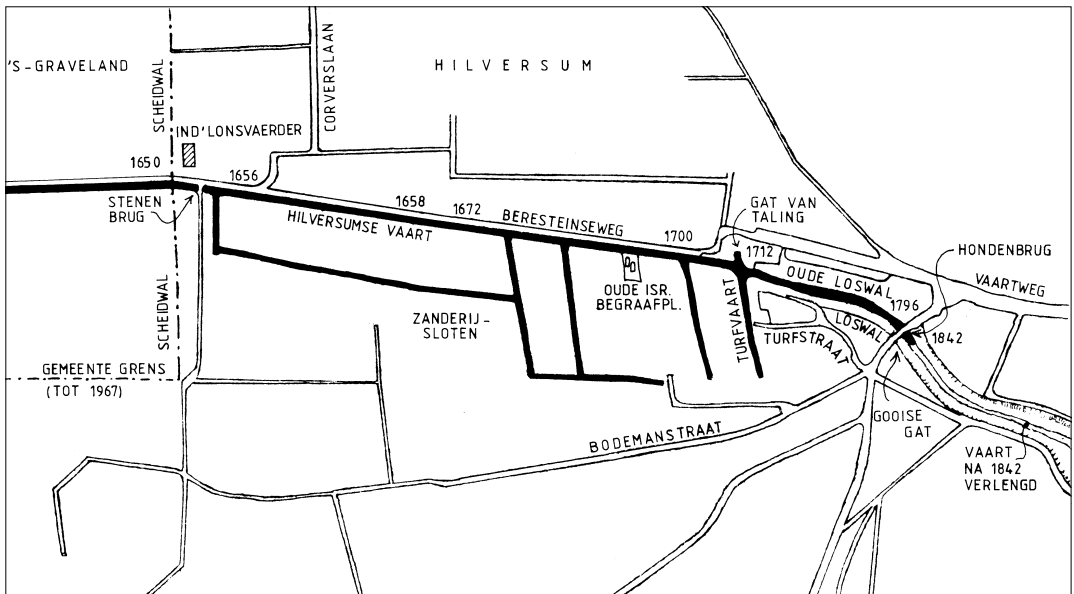 'S-GRAVELAND
SCHEIDWAL
CORVERSLAAN
HILVERSUM
IND'LONSVAERDER
1650
1656
STENEN
BRUG
HILVERSUMSE VAART
1658
1672
BERESTEINSEWEG
1700
GAT VAN
TALING
1712
HONDENBRUG
OUDE LOSWAL
VAARTWEG
1796
OUDE ISR.
BEGRAAFPL.
TURFVAART
LOSWAL
1842
TURFSTRAAT
ZANDERIJ-
SLOTEN
SCHEIDWAL
GEMEENTE GRENS
(TOT 1967)
GOOISE
GAT
BODEMANSTRAAT
VAART
NA 1842
VERLENGD